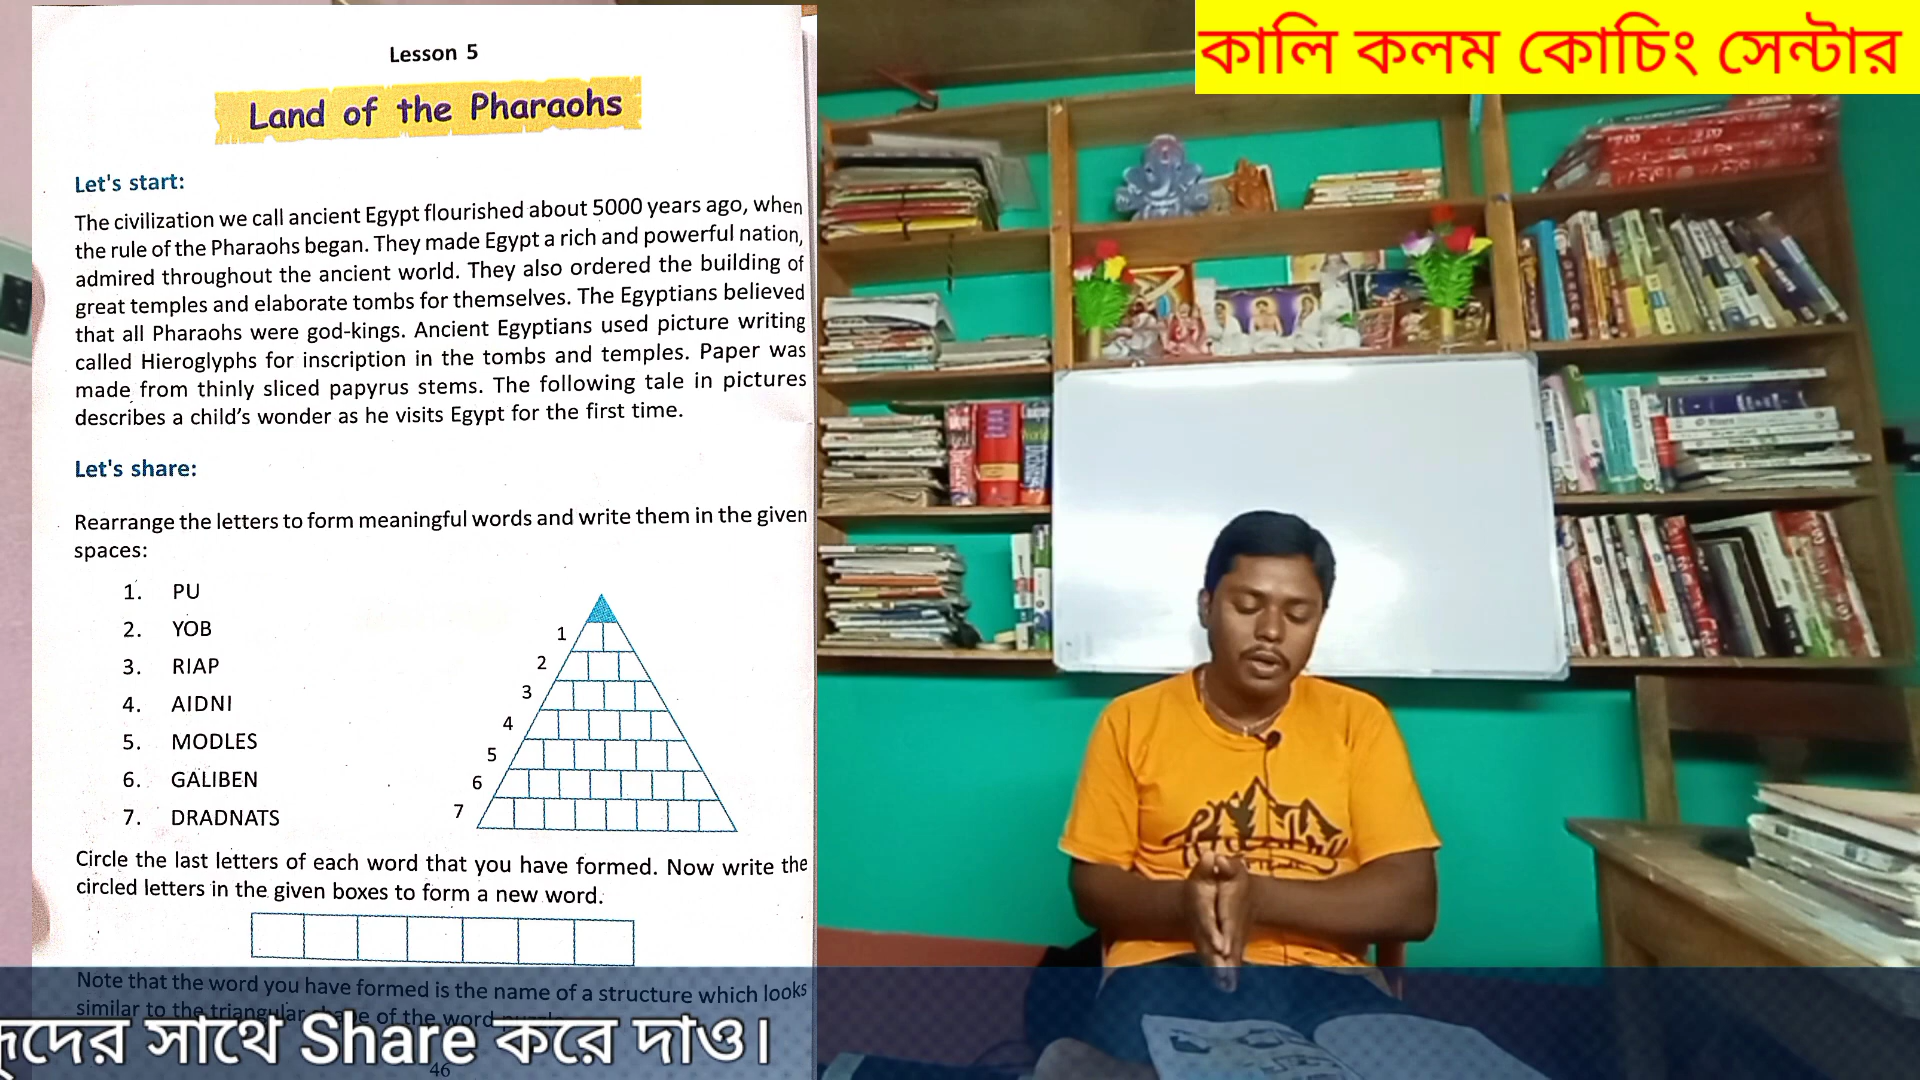 কালি কলম কোচিং সেন্টার
Lesson 5
Land of the Pharaohs
Let's start:
The civilization we call ancient Egypt flourished about 5000 years ago, when
the rule of the Pharaohs began. They made Egypt a rich and powerful nation,
admired throughout the ancient world. They also ordered the building of
great temples and elaborate tombs for themselves. The Egyptians believed
that all Pharaohs were god-kings. Ancient Egyptians used picture writing
called Hieroglyphs for inscription in the tombs and temples. Paper was
made from thinly sliced papyrus stems. The following tale in pictures
describes a child's wonder as he visits Egypt for the first time.
Let's share:
Rearrange the letters to form meaningful words and write them in the given
spaces:
1. PU
2. YOB
3. RIAP
4. AIDNI
5. MODLES
6. GALIBEN
7. DRADNATS
1
2
3
4
5
6
7
Circle the last letters of each word that you have formed. Now write the
circled letters in the given boxes to form a new word.
Note that the word you have formed is the name of a structure which looks
similar to the triangular of the word
সাথে Share করে দাও।
46